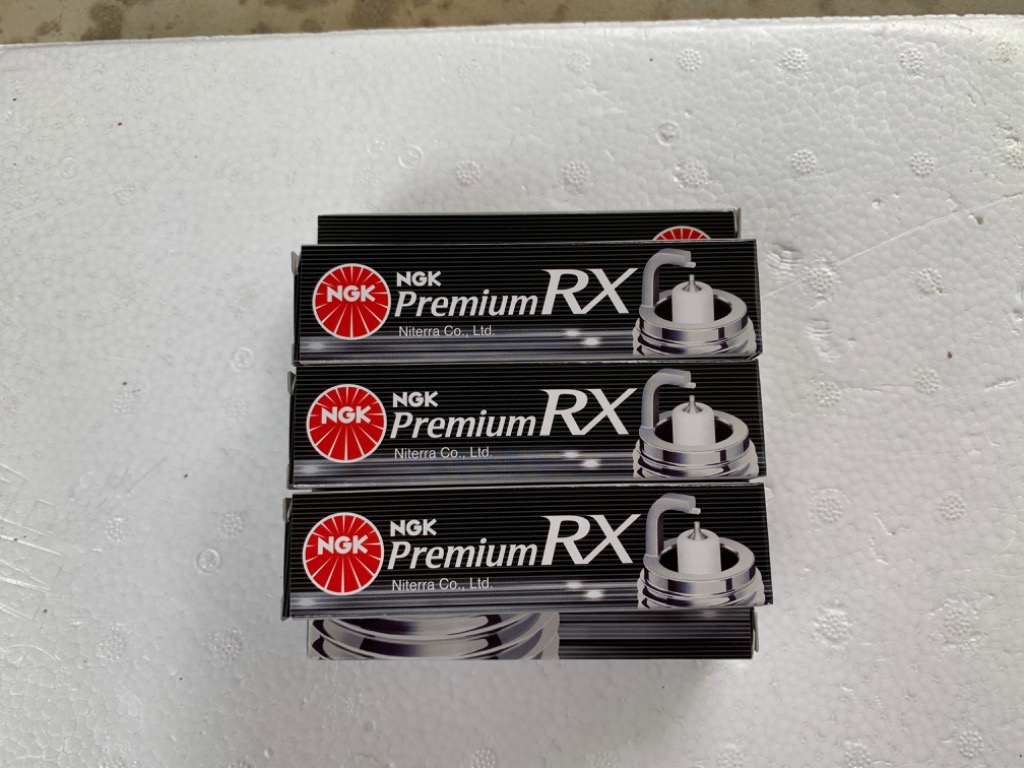 NGK
NGK
Premium RX
Niterra Co., Ltd.
NGK
NGK
Premium RX
Niterra Co., Ltd.
NGK
NGK
Premium RX
Niterra Co., Ltd.